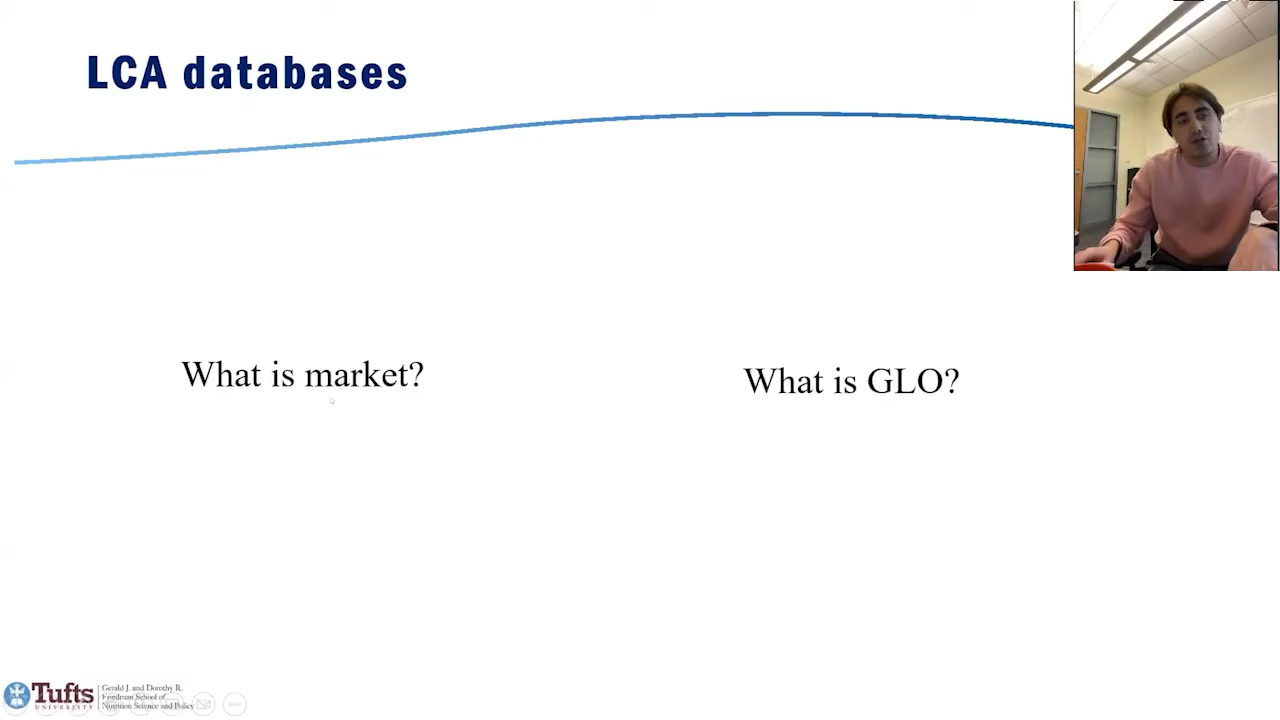 LCA databases
What is market?
What is GLO?
Tufts
UNIVERSITY
Gerald J. and Dorothy R.
Friedman School of
Nutrition Science and Policy